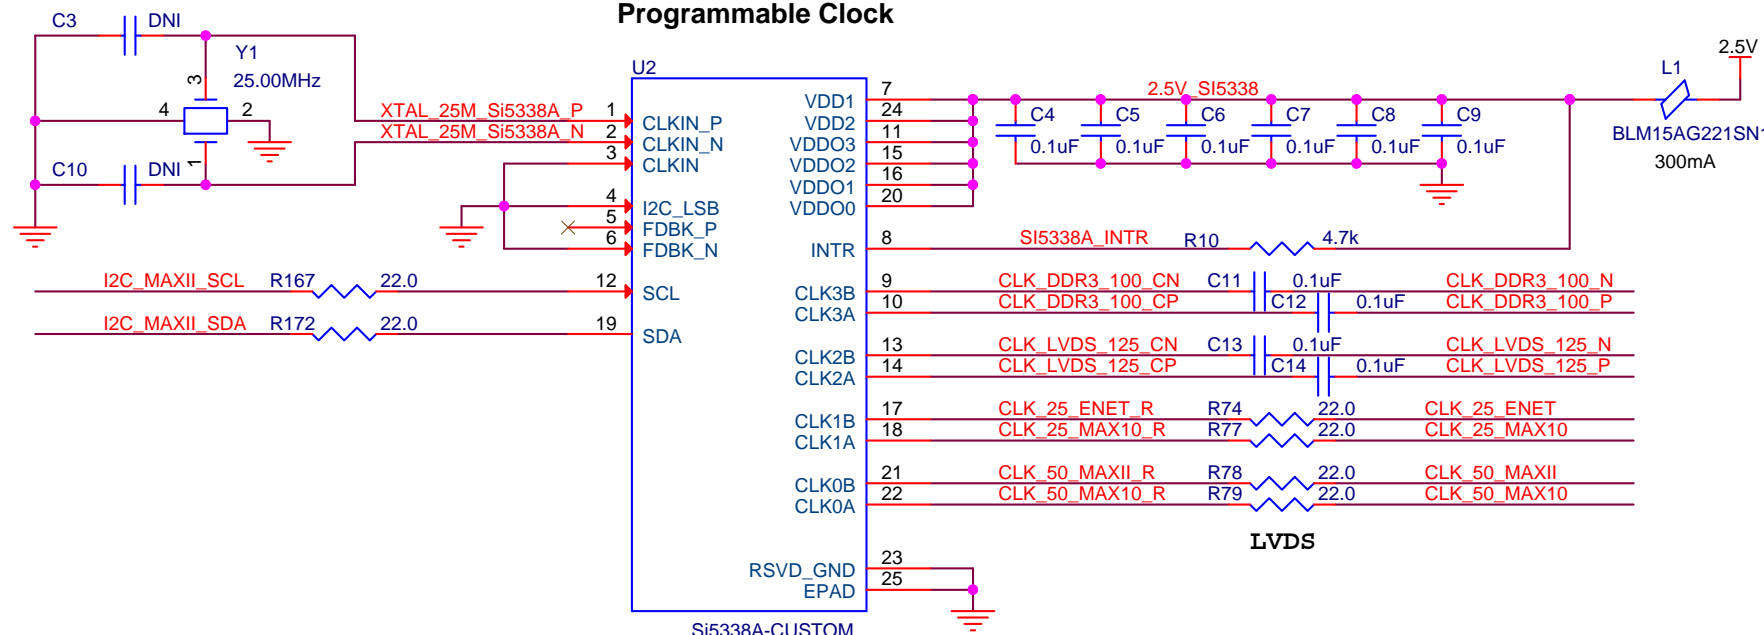 Programmable Clock
C3 DNI
Y1
25.00MHz
3
4 2
1
C10 DNI
XTAL_25M_Si5338A_P 1 CLKIN_P
XTAL_25M_Si5338A_N 2 CLKIN_N
3 CLKIN
4 I2C_LSB
5 FDBK_P
6 FDBK_N
I2C_MAXII_SCL R167 22.0 12 SCL
I2C_MAXII_SDA R172 22.0 19 SDA
U2
VDD1 7 2.5V_SI5338
VDD2 24
VDDO3 11
VDDO2 15
VDDO1 16
VDDO0 20
C4 C5 C6 C7 C8 C9
0.1uF 0.1uF 0.1uF 0.1uF 0.1uF 0.1uF
2.5V
L1
BLM15AG221SN1
300mA
INTR 8 SI5338A_INTR R10 4.7k
CLK3B 9 CLK_DDR3_100_CN C11 0.1uF CLK_DDR3_100_N
CLK3A 10 CLK_DDR3_100_CP C12 0.1uF CLK_DDR3_100_P
CLK2B 13 CLK_LVDS_125_CN C13 0.1uF CLK_LVDS_125_N
CLK2A 14 CLK_LVDS_125_CP C14 0.1uF CLK_LVDS_125_P
CLK1B 17 CLK_25_ENET_R R74 22.0 CLK_25_ENET
CLK1A 18 CLK_25_MAX10_R R77 22.0 CLK_25_MAX10
CLK0B 21 CLK_50_MAXII_R R78 22.0 CLK_50_MAXII
CLK0A 22 CLK_50_MAX10_R R79 22.0 CLK_50_MAX10
LVDS
RSVD_GND 23
EPAD 25
Si5338A-CUSTOM